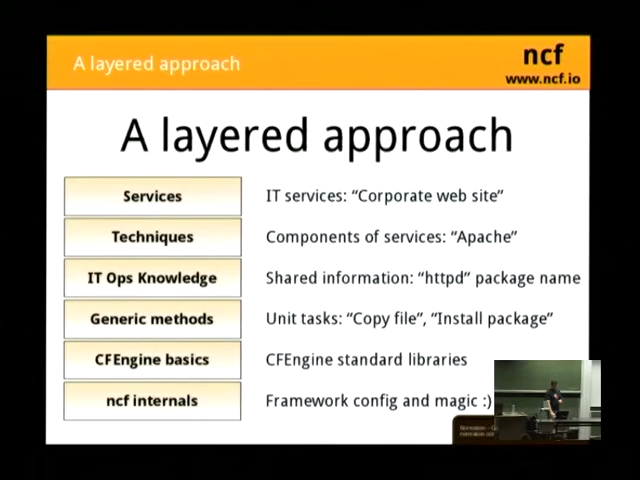 A layered approach
ncf
www.ncf.io
A layered approach
Services
IT services: “Corporate web site”
Techniques
Components of services: “Apache”
IT Ops Knowledge
Shared information: “httpd” package name
Generic methods
Unit tasks: “Copy file”, “Install package”
CFEngine basics
CFEngine standard libraries
ncf internals
Framework config and magic :)